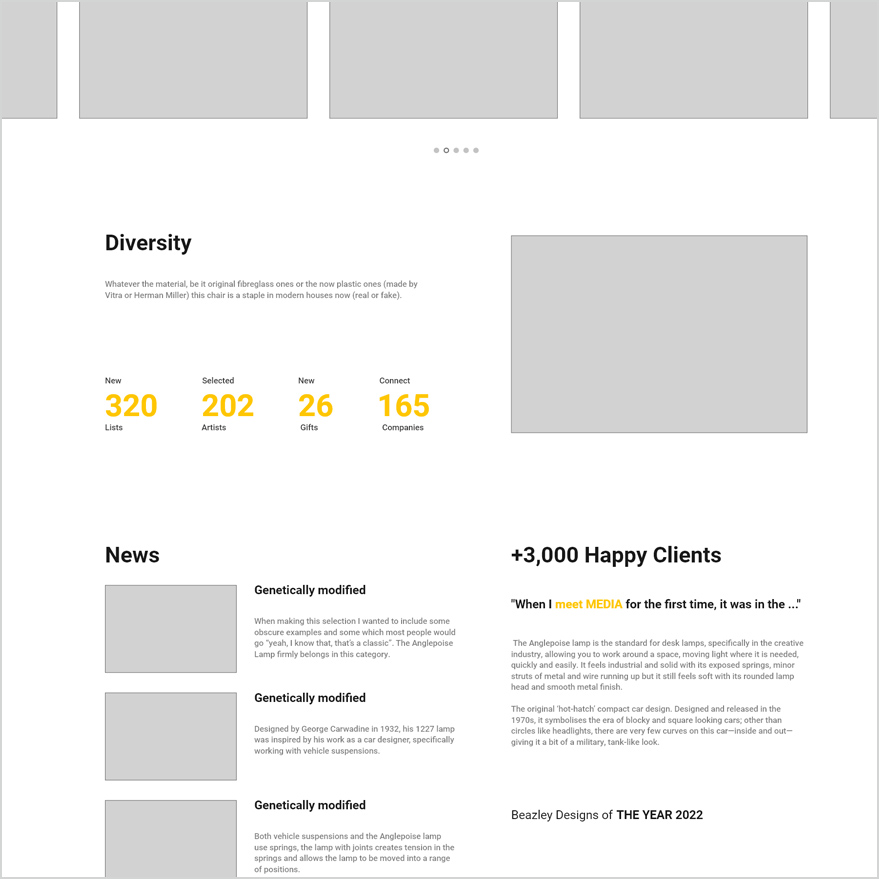 Diversity
Whatever the material, be it original fibreglass ones or the now plastic ones (made by
Vitra or Herman Miller) this chair is a staple in modern houses now (real or fake).
New
320
Lists
Selected
202
Artists
New
26
Gifts
Connect
165
Companies
News
Genetically modified
When making this selection I wanted to include some
obscure examples and some which most people would
go "yeah, I know that, that's a classic”. The Anglepoise
Lamp firmly belongs in this category.
Genetically modified
Designed by George Carwadine in 1932, his 1227 lamp
was inspired by his work as a car designer, specifically
working with vehicle suspensions.
Genetically modified
Both vehicle suspensions and the Anglepoise lamp
use springs, the lamp with joints creates tension in the
springs and allows the lamp to be moved into a range
of positions.
+3,000 Happy Clients
"When I meet MEDIA for the first time, it was in the ..."
The Anglepoise lamp is the standard for desk lamps, specifically in the creative
industry, allowing you to work around a space, moving light where it is needed,
quickly and easily. It feels industrial and solid with its exposed springs, minor
struts of metal and wire running up but it still feels soft with its rounded lamp
head and smooth metal finish.
The original 'hot-hatch' compact car design. Designed and released in the
1970s, it symbolises the era of blocky and square looking cars; other than
circles like headlights, there are very few curves on this car—inside and out—
giving it a bit of a military, tank-like look.
Beazley Designs of THE YEAR 2022